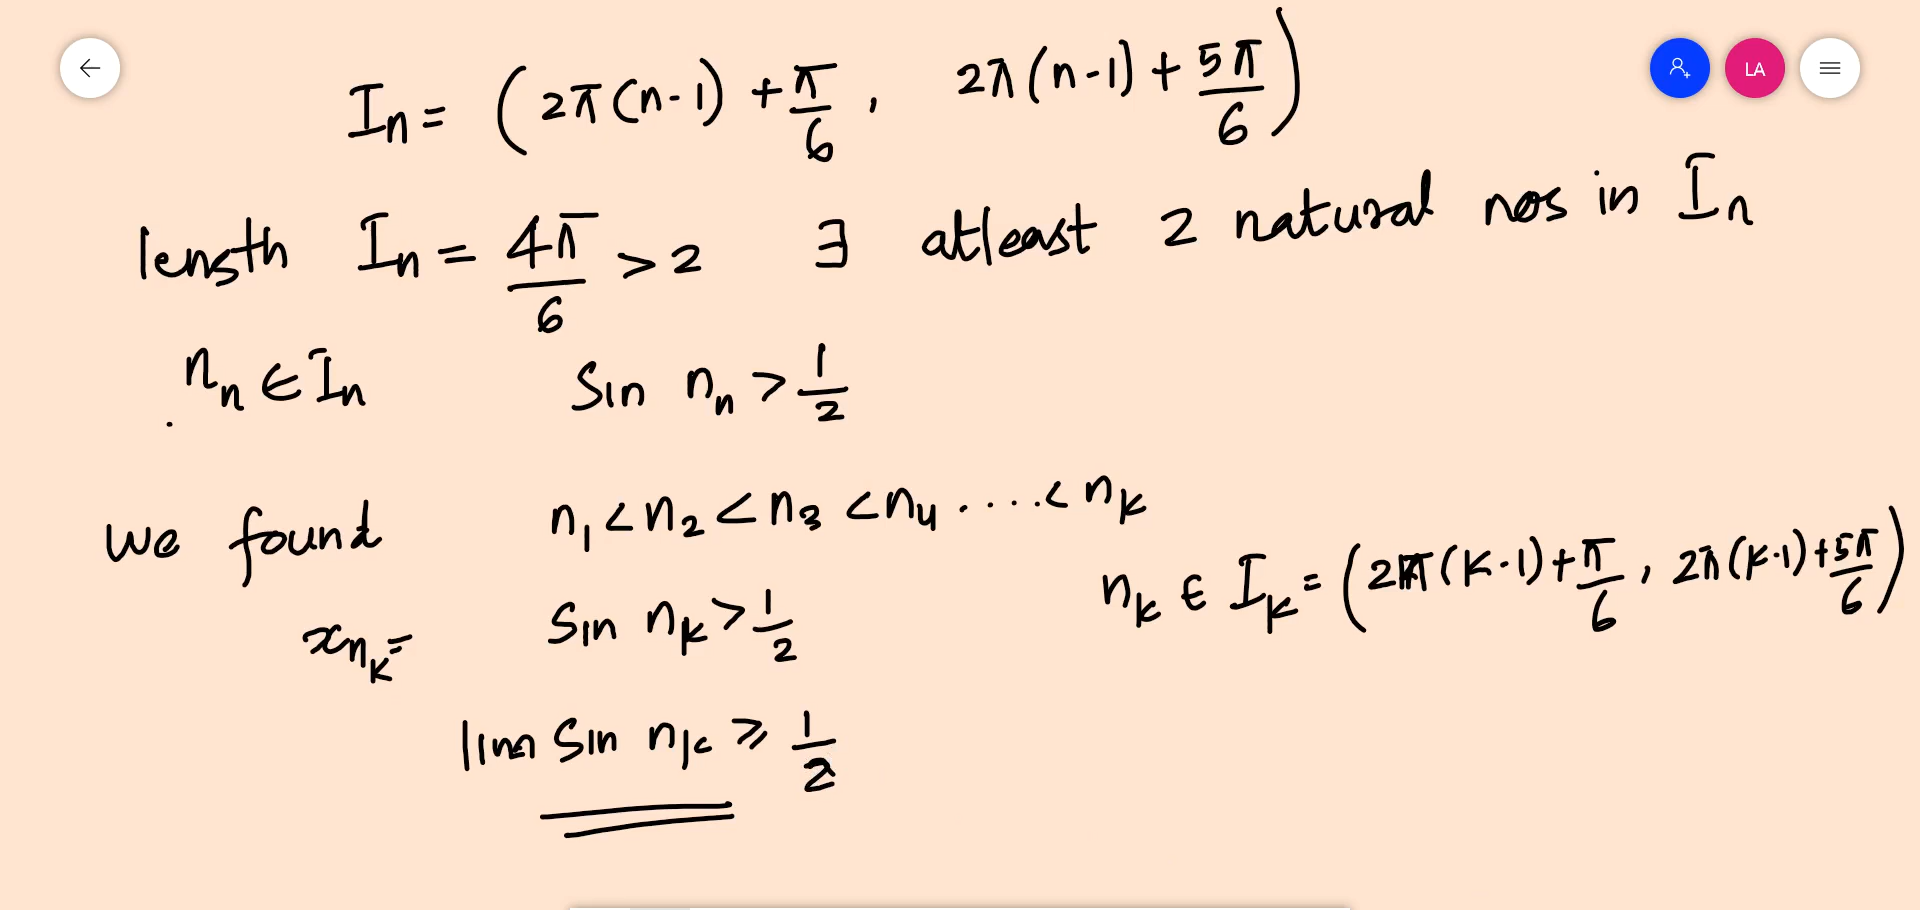 LA
Iₙ = (2π(n-1) + π/6, 2π(n-1) + 5π/6)
length Iₙ = 4π/6 > 2 ∃ atleast 2 natural nos in Iₙ
nₙ ∈ Iₙ Sin nₙ > 1/2
we found n₁ < n₂ < n₃ < n₄ ..... < nₖ
nₖ ∈ Iₖ = (2π(k-1) + π/6, 2π(k-1) + 5π/6)
xₙₖ = Sin nₖ > 1/2
lim Sin nₖ ⩾ 1/2